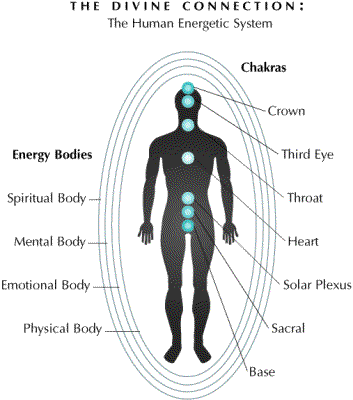 THE DIVINE CONNECTION:
The Human Energetic System
Chakras
Crown
Third Eye
Throat
Heart
Solar Plexus
Sacral
Base
Energy Bodies
Spiritual Body
Mental Body
Emotional Body
Physical Body